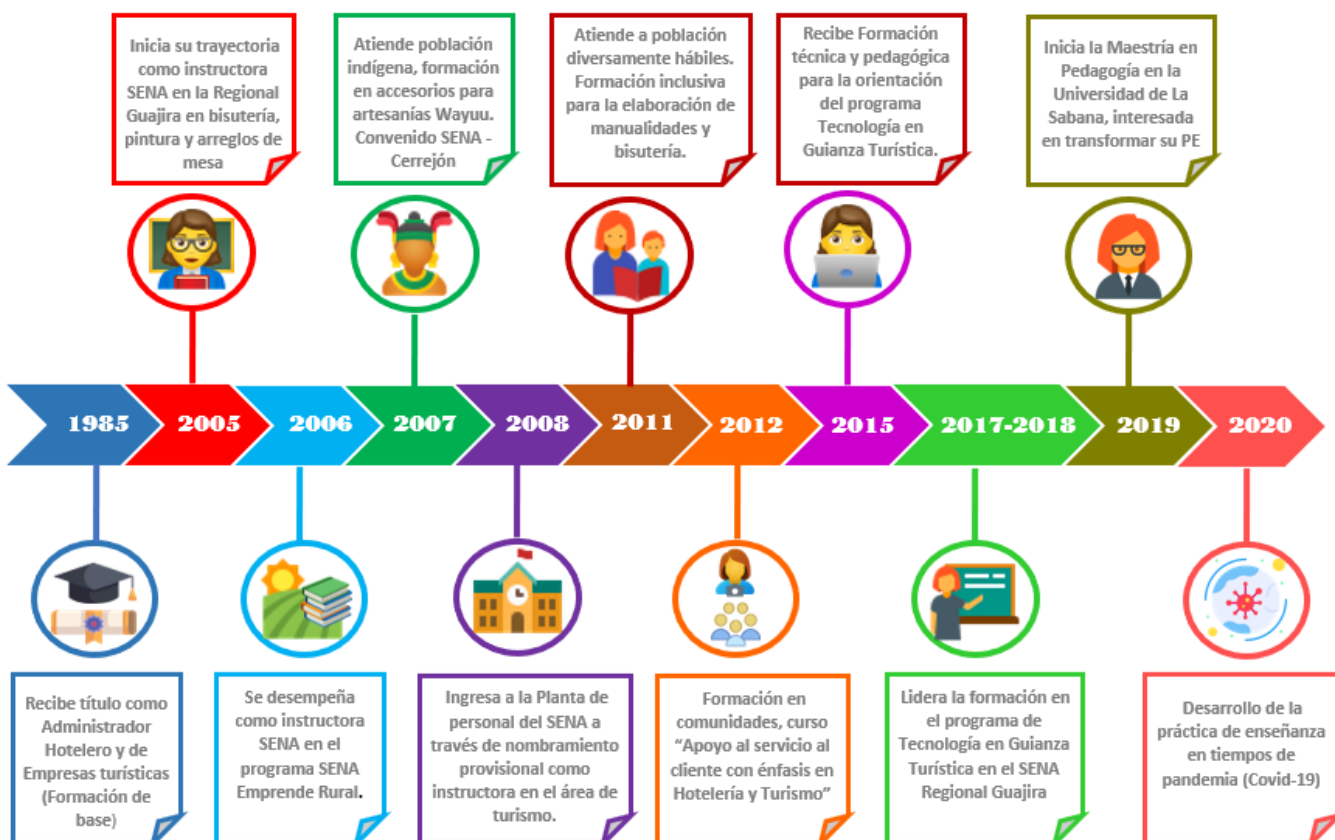 Inicia su trayectoria
como instructora
SENA en la Regional
Guajira en bisutería,
pintura y arreglos de
mesa
Atiende población
indígena, formación
en accesorios para
artesanías Wayuu.
Convenido SENA -
Cerrejón
Atiende a población
diversamente hábiles.
Formación inclusiva
para la elaboración de
manualidades y
bisutería.
Recibe Formación
técnica y pedagógica
para la orientación
del programa
Tecnología en
Guianza Turística.
Inicia la Maestría en
Pedagogía en la
Universidad de La
Sabana, interesada
en transformar su PE
1985
2005
2006
2007
2008
2011
2012
2015
2017-2018
2019
2020
Recibe título como
Administrador
Hotelero y de
Empresas turísticas
(Formación de
base)
Se desempeña
como instructora
SENA en el
programa SENA
Emprende Rural.
Ingresa a la Planta de
personal del SENA a
través de nombramiento
provisional como
instructora en el área de
turismo.
Formación en
comunidades, curso
“Apoyo al servicio al
cliente con énfasis en
Hotelería y Turismo”
Lidera la formación en
el programa de
Tecnología en Guianza
Turística en el SENA
Regional Guajira
Desarrollo de la
práctica de enseñanza
en tiempos de
pandemia (Covid-19)